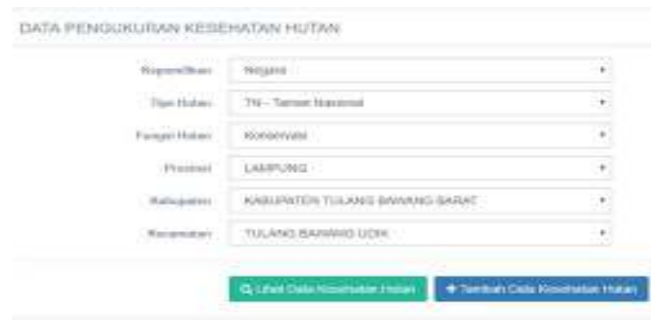 DATA PENGUKURAN KESEHATAN HUTAN
Kepemilikan Negara
Tipe Hutan TN - Taman Nasional
Fungsi Hutan Konservasi
Provinsi LAMPUNG
Kabupaten KABUPATEN TULANG BAWANG BARAT
Kecamatan TULANG BAWANG UDIK
Lihat Data Kesehatan Hutan + Tambah Data Kesehatan Hutan